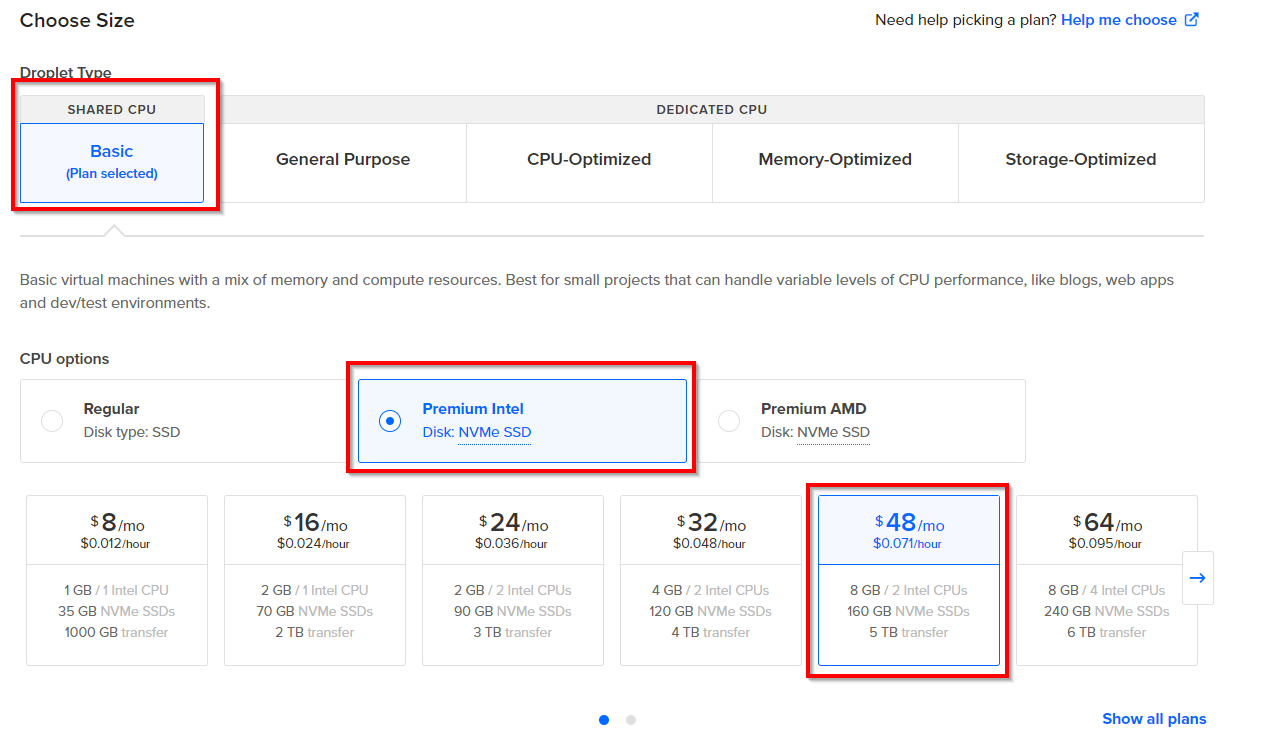 Choose Size
Need help picking a plan? Help me choose
Droplet Type
SHARED CPU
DEDICATED CPU
Basic
(Plan selected)
General Purpose
CPU-Optimized
Memory-Optimized
Storage-Optimized
Basic virtual machines with a mix of memory and compute resources. Best for small projects that can handle variable levels of CPU performance, like blogs, web apps
and dev/test environments.
CPU options
Regular
Disk type: SSD
Premium Intel
Disk: NVMe SSD
Premium AMD
Disk: NVMe SSD
$8/mo
$0.012/hour
1 GB / 1 Intel CPU
35 GB NVMe SSDs
1000 GB transfer
$16/mo
$0.024/hour
2 GB / 1 Intel CPU
70 GB NVMe SSDs
2 TB transfer
$24/mo
$0.036/hour
2 GB / 2 Intel CPUs
90 GB NVMe SSDs
3 TB transfer
$32/mo
$0.048/hour
4 GB / 2 Intel CPUs
120 GB NVMe SSDs
4 TB transfer
$48/mo
$0.071/hour
8 GB / 2 Intel CPUs
160 GB NVMe SSDs
5 TB transfer
$64/mo
$0.095/hour
8 GB / 4 Intel CPUs
240 GB NVMe SSDs
6 TB transfer
Show all plans